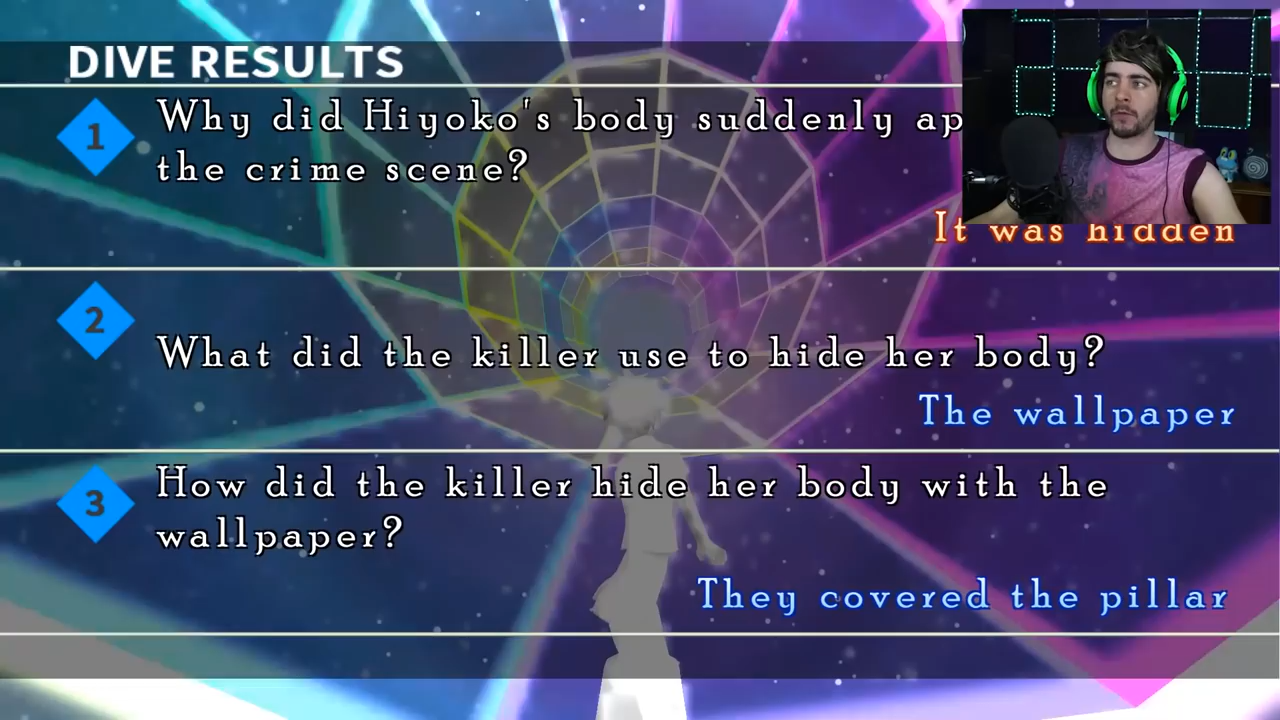 DIVE RESULTS
1
Why did Hiyoko's body suddenly
the crime scene?
It was hidden
2
What did the killer use to hide her body?
The wallpaper
3
How did the killer hide her body with the
wallpaper?
They covered the pillar